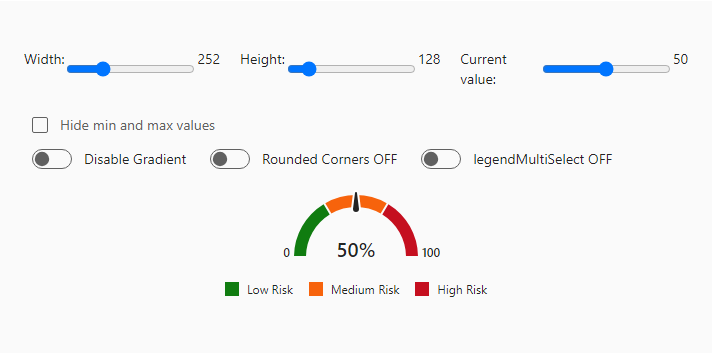 Width: 252 Height: 128 Current value: 50
Hide min and max values
Disable Gradient Rounded Corners OFF legendMultiSelect OFF
0 50% 100
Low Risk Medium Risk High Risk